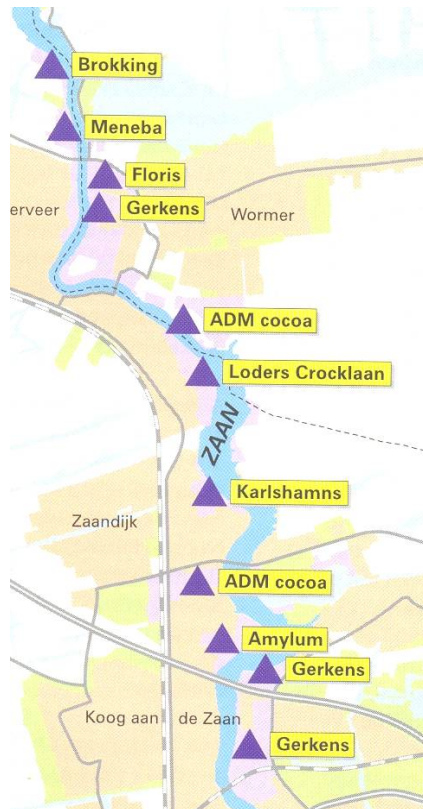 Brokking
Meneba
Floris
erveer
Gerkens
Wormer
ADM cocoa
Loders Crocklaan
ZAAN
Karlshamns
Zaandijk
ADM cocoa
Amylum
Gerkens
Koog aan de Zaan
Gerkens